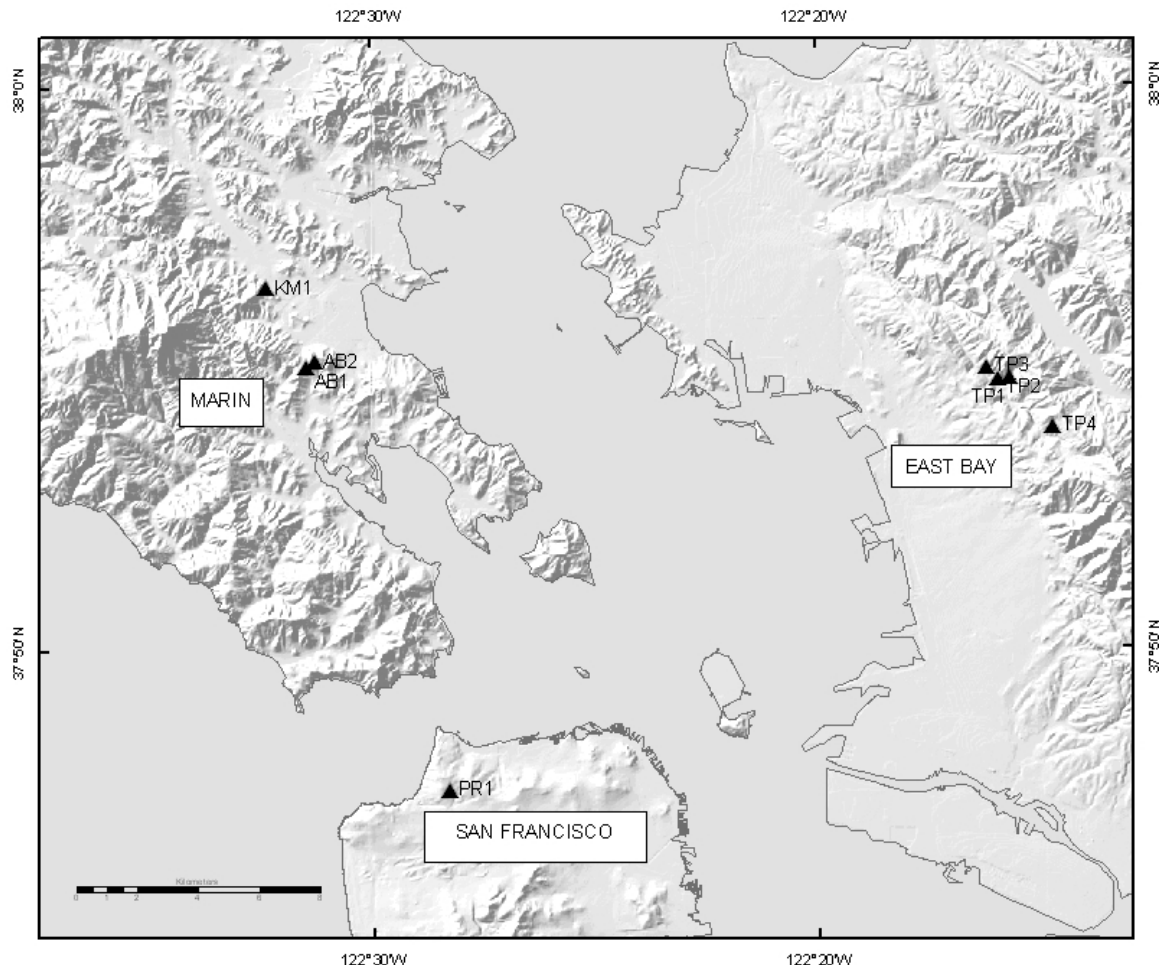 122°30'W 122°20'W
38°0'N 38°0'N
KM1
AB2
AB1
TP3
TP2
TP1
MARIN
TP4
EAST BAY
37°50'N 37°50'N
PR1
SAN FRANCISCO
Kilometers
0 1 2 4 6 8
122°30'W 122°20'W